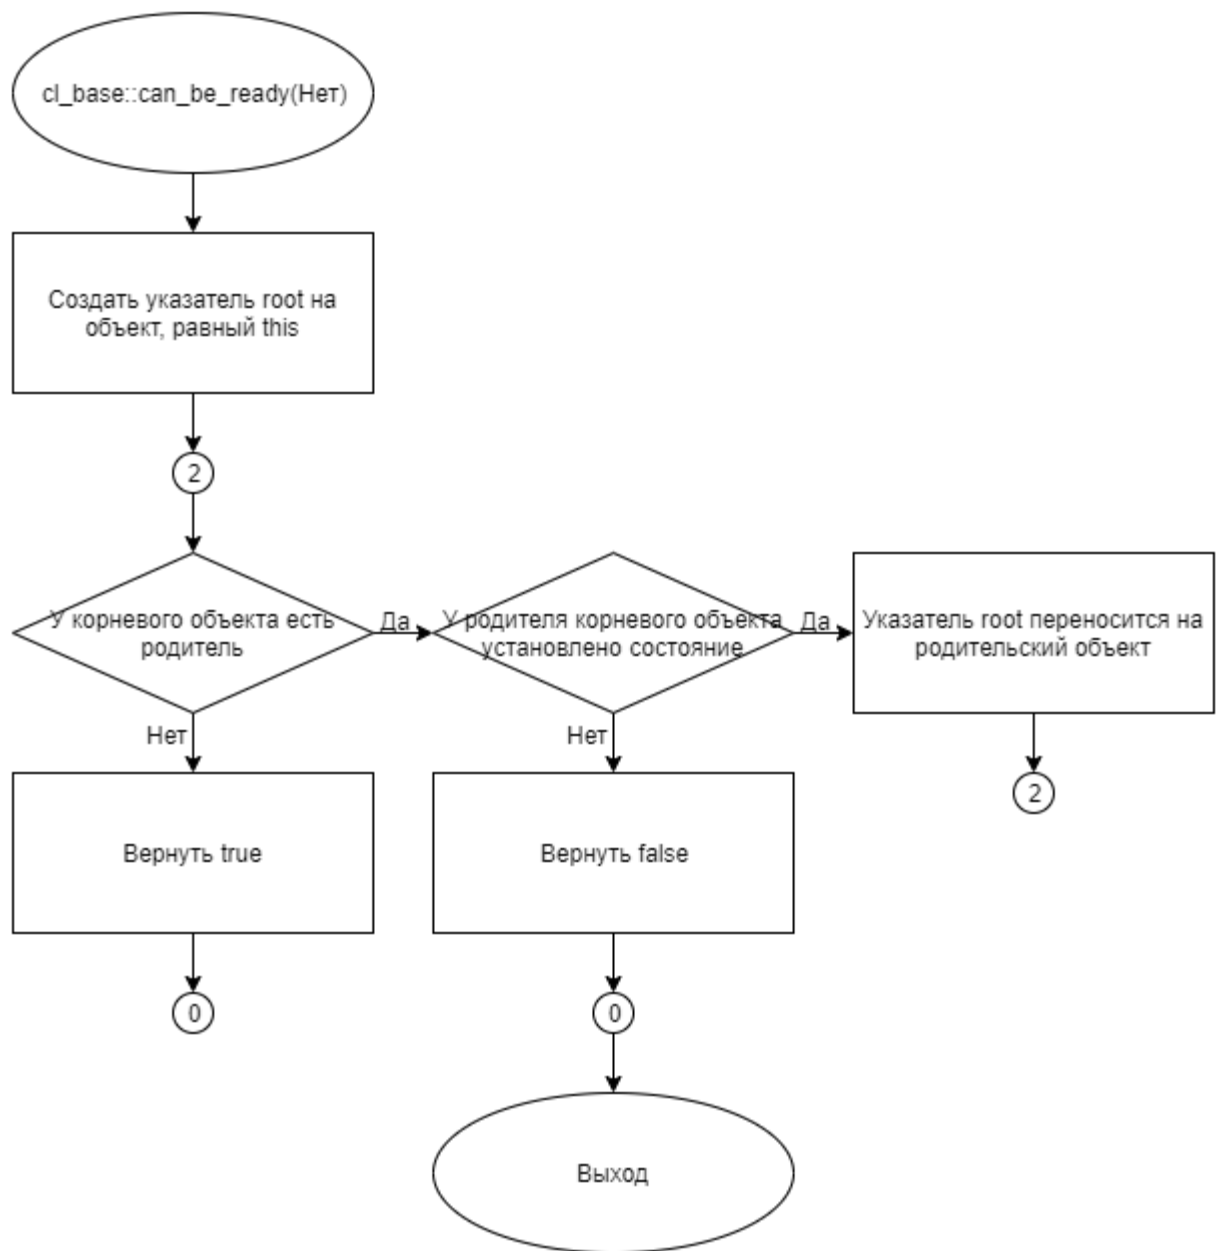 cl_base::can_be_ready(Нет)
Создать указатель root на
объект, равный this
2
У корневого объекта есть
родитель
Да
У родителя корневого объекта
установлено состояние
Да
Указатель root переносится на
родительский объект
Нет
Нет
2
Вернуть true
Вернуть false
0
0
Выход